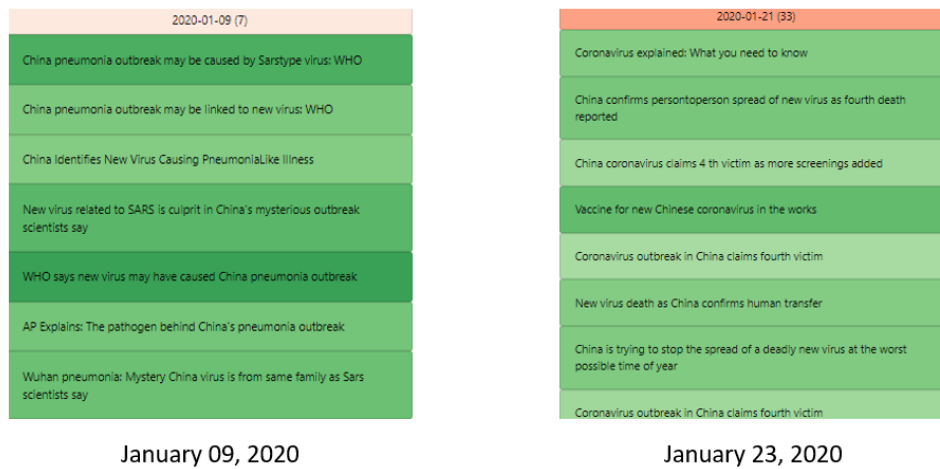 2020-01-09 (7)
China pneumonia outbreak may be caused by Sarstype virus: WHO
China pneumonia outbreak may be linked to new virus: WHO
China Identifies New Virus Causing PneumoniaLike Illness
New virus related to SARS is culprit in China's mysterious outbreak
scientists say
WHO says new virus may have caused China pneumonia outbreak
AP Explains: The pathogen behind China's pneumonia outbreak
Wuhan pneumonia: Mystery China virus is from same family as Sars
scientists say
January 09, 2020
2020-01-21 (33)
Coronavirus explained: What you need to know
China confirms persontoperson spread of new virus as fourth death
reported
China coronavirus claims 4 th victim as more screenings added
Vaccine for new Chinese coronavirus in the works
Coronavirus outbreak in China claims fourth victim
New virus death as China confirms human transfer
China is trying to stop the spread of a deadly new virus at the worst
possible time of year
Coronavirus outbreak in China claims fourth victim
January 23, 2020